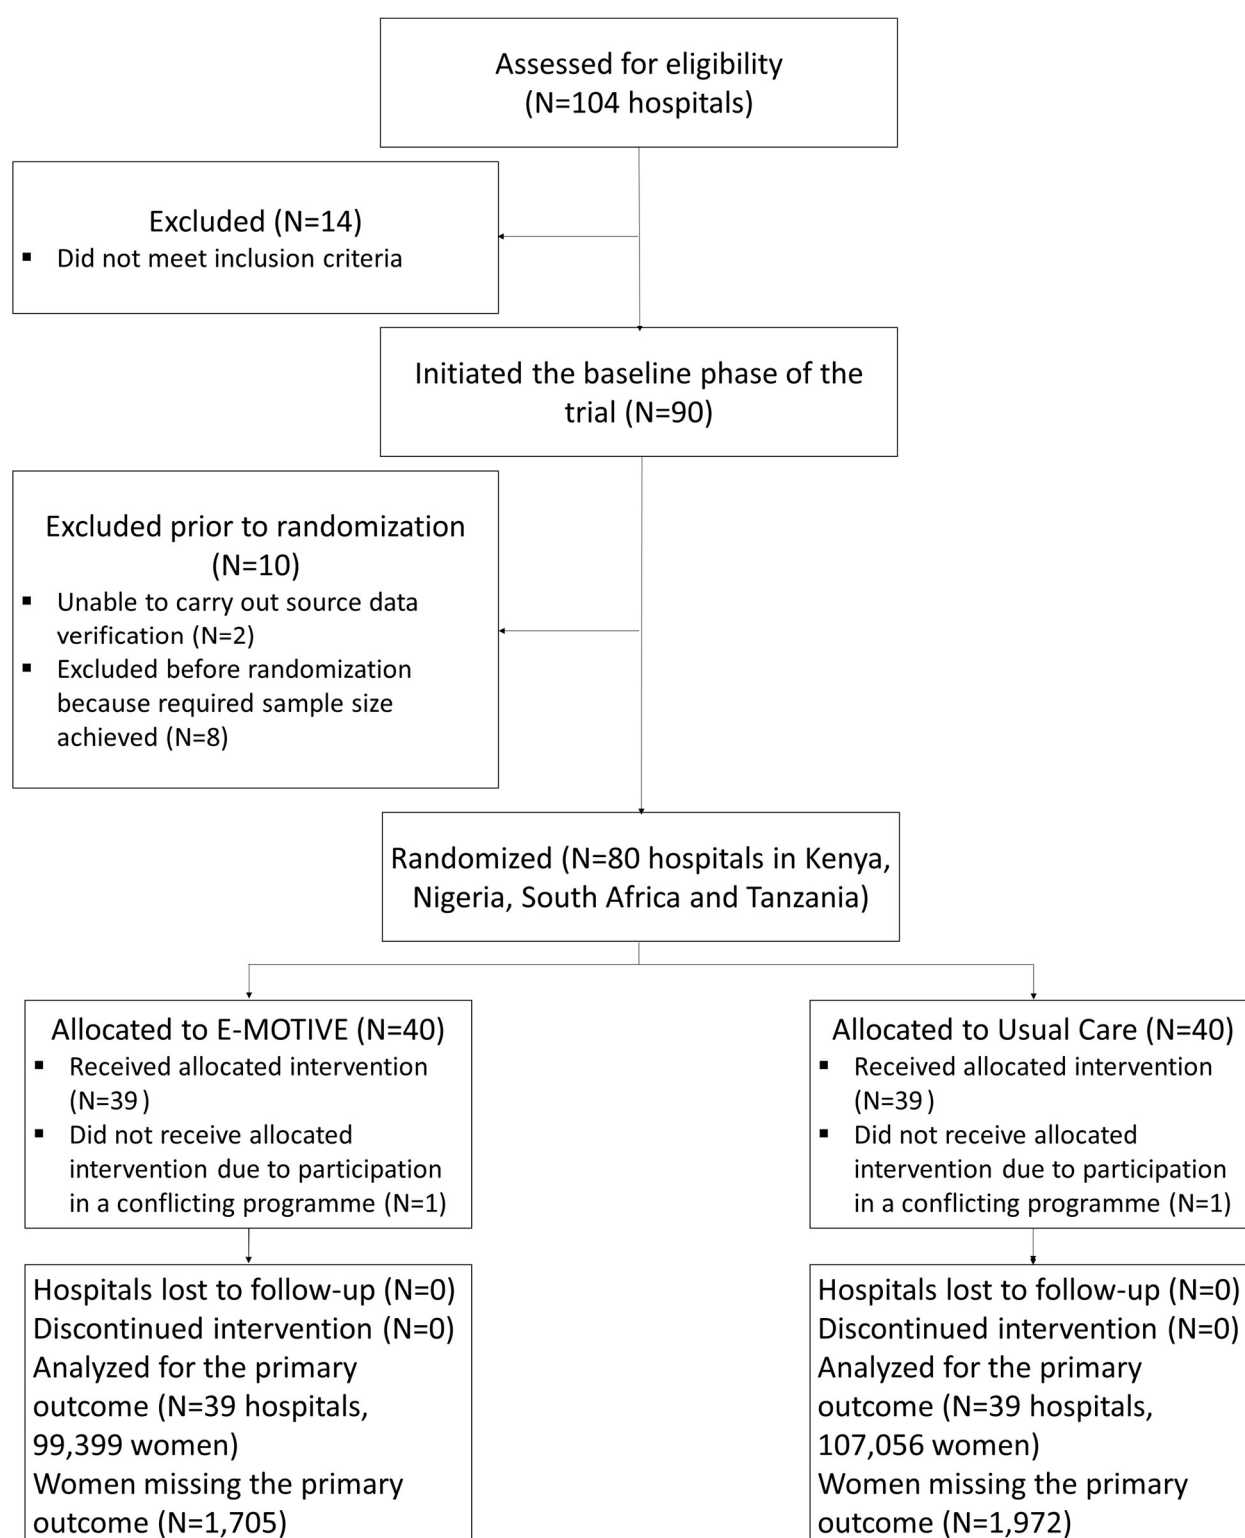 Assessed for eligibility
(N=104 hospitals)
Excluded (N=14)
▪ Did not meet inclusion criteria
Initiated the baseline phase of the
trial (N=90)
Excluded prior to randomization
(N=10)
▪ Unable to carry out source data
verification (N=2)
▪ Excluded before randomization
because required sample size
achieved (N=8)
Randomized (N=80 hospitals in Kenya,
Nigeria, South Africa and Tanzania)
Allocated to E-MOTIVE (N=40)
▪ Received allocated intervention
(N=39)
▪ Did not receive allocated
intervention due to participation
in a conflicting programme (N=1)
Allocated to Usual Care (N=40)
▪ Received allocated intervention
(N=39)
▪ Did not receive allocated
intervention due to participation
in a conflicting programme (N=1)
Hospitals lost to follow-up (N=0)
Discontinued intervention (N=0)
Analyzed for the primary
outcome (N=39 hospitals,
99,399 women)
Women missing the primary
outcome (N=1,705)
Hospitals lost to follow-up (N=0)
Discontinued intervention (N=0)
Analyzed for the primary
outcome (N=39 hospitals,
107,056 women)
Women missing the primary
outcome (N=1,972)